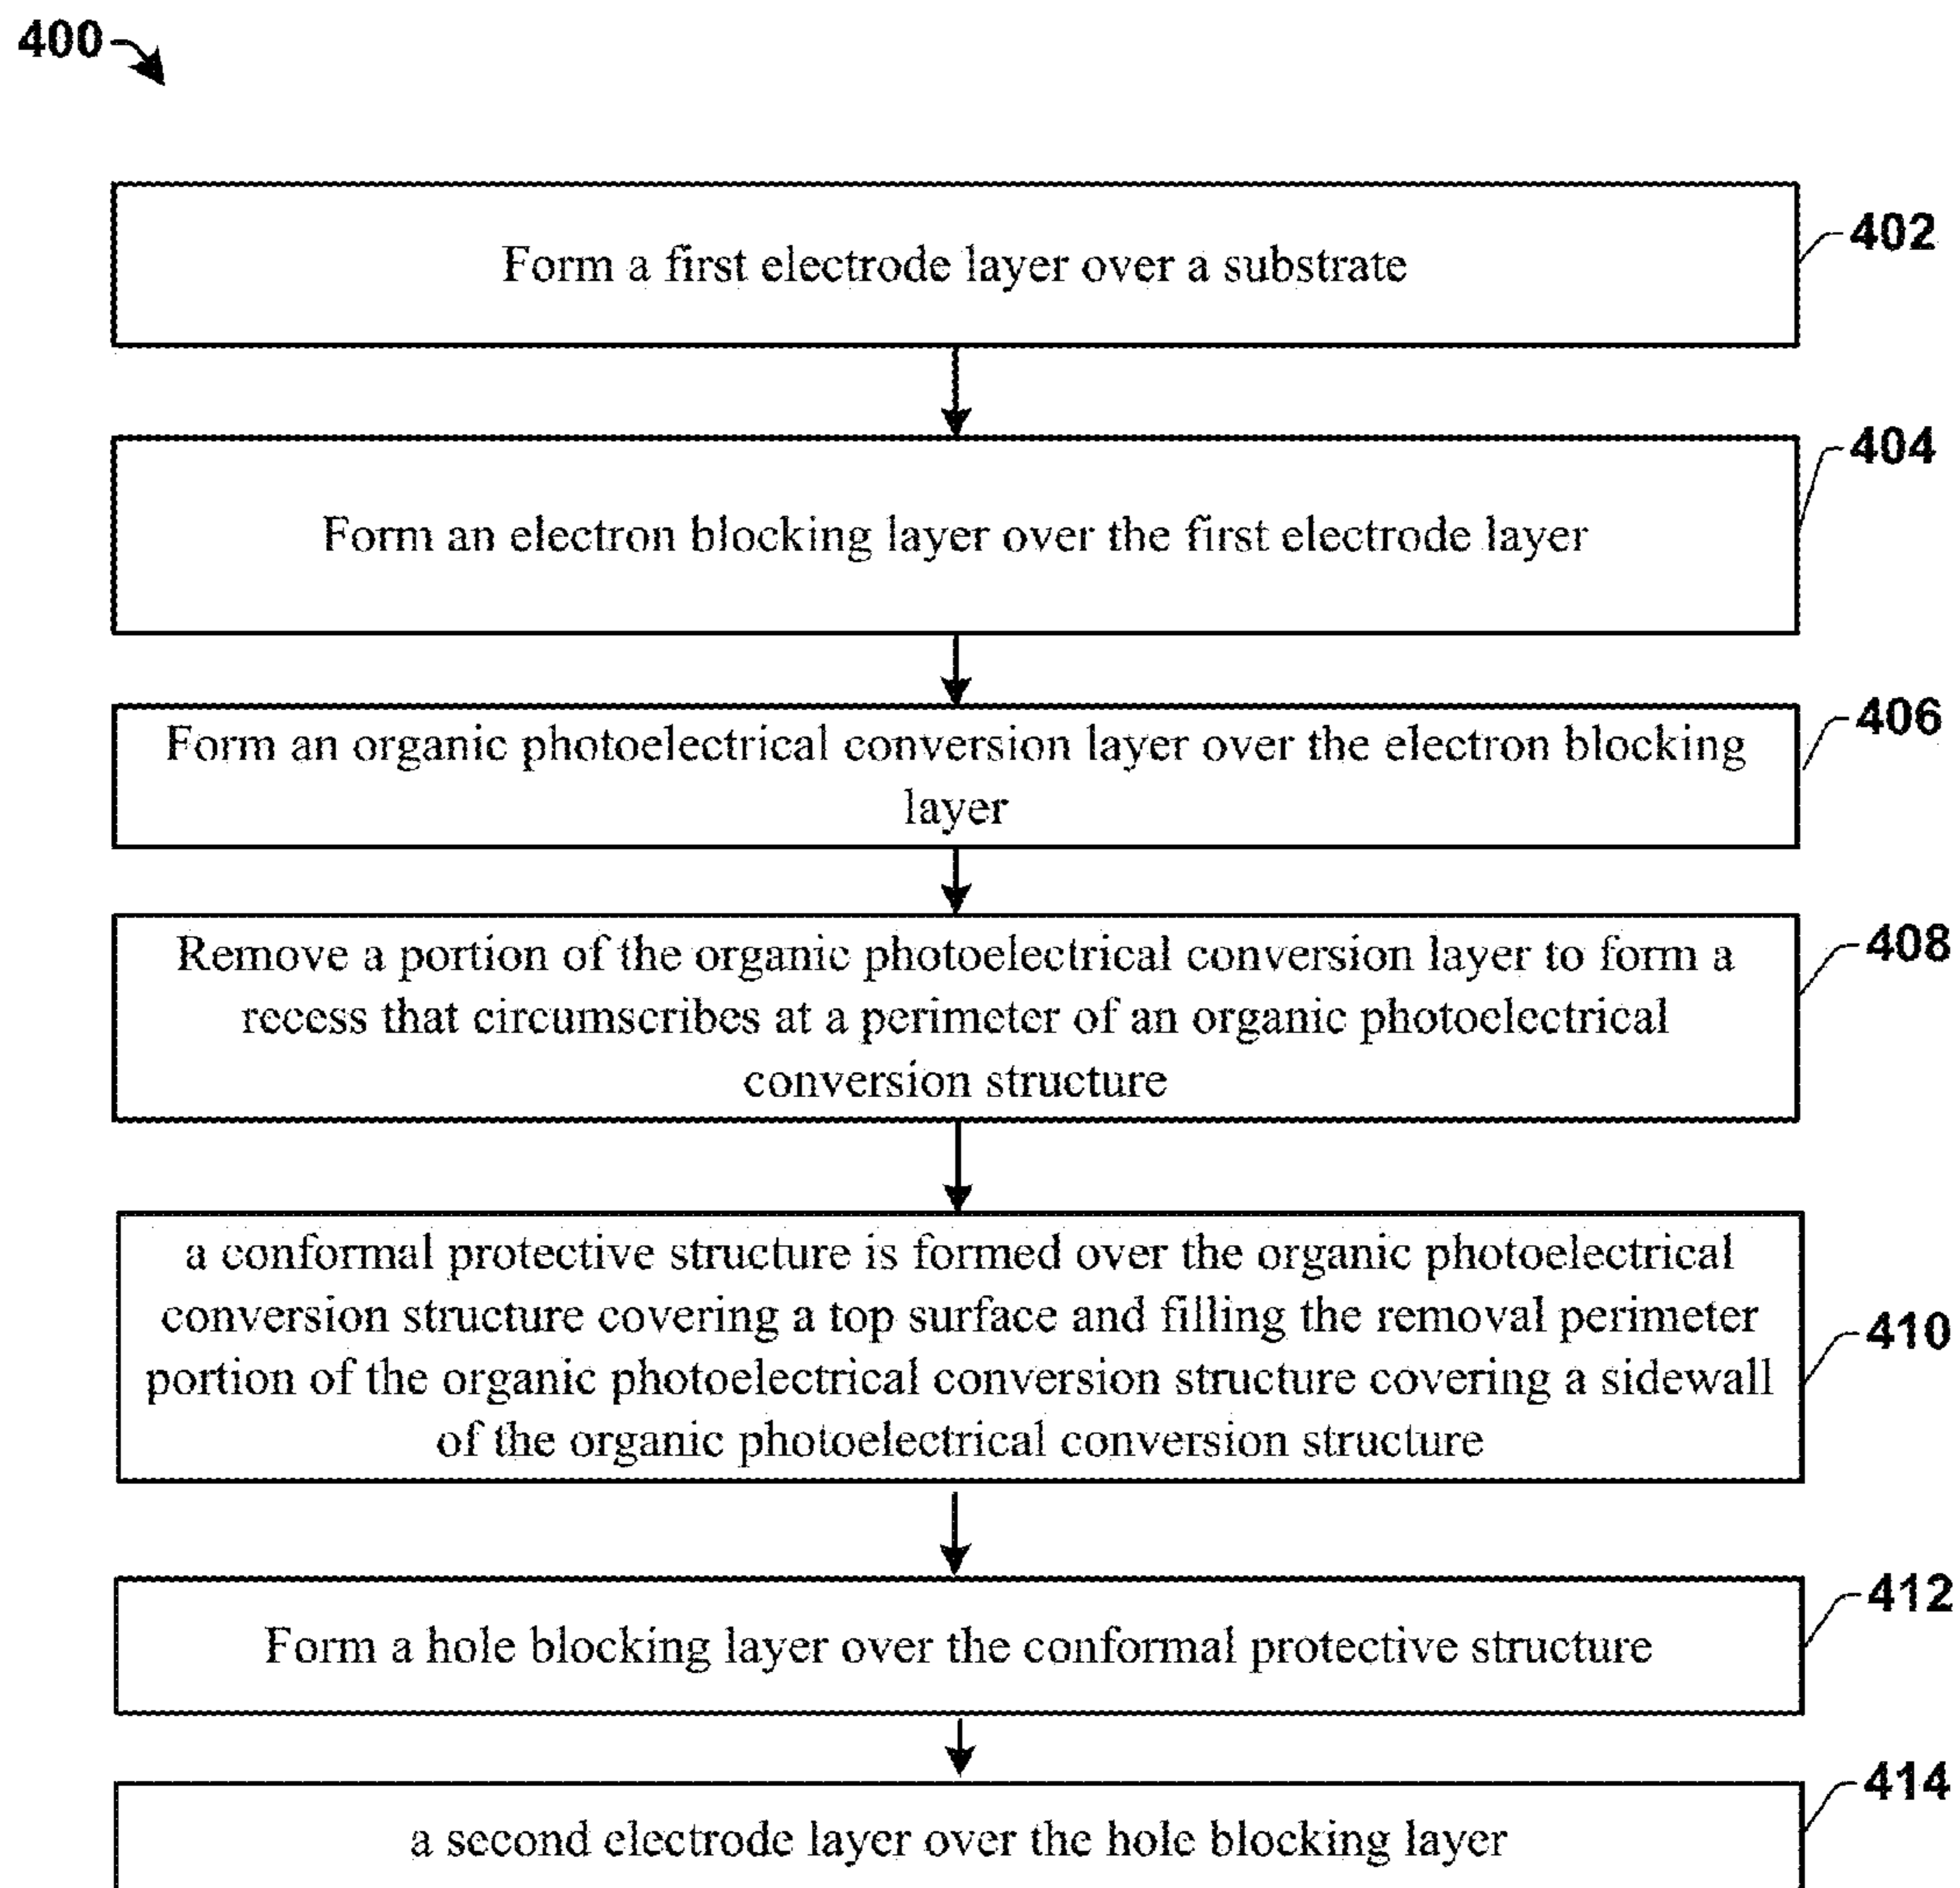 400
Form a first electrode layer over a substrate
402
Form an electron blocking layer over the first electrode layer
404
Form an organic photoelectrical conversion layer over the electron blocking
layer
406
Remove a portion of the organic photoelectrical conversion layer to form a
recess that circumscribes at a perimeter of an organic photoelectrical
conversion structure
408
a conformal protective structure is formed over the organic photoelectrical
conversion structure covering a top surface and filling the removal perimeter
portion of the organic photoelectrical conversion structure covering a sidewall
of the organic photoelectrical conversion structure
410
Form a hole blocking layer over the conformal protective structure
412
a second electrode layer over the hole blocking layer
414